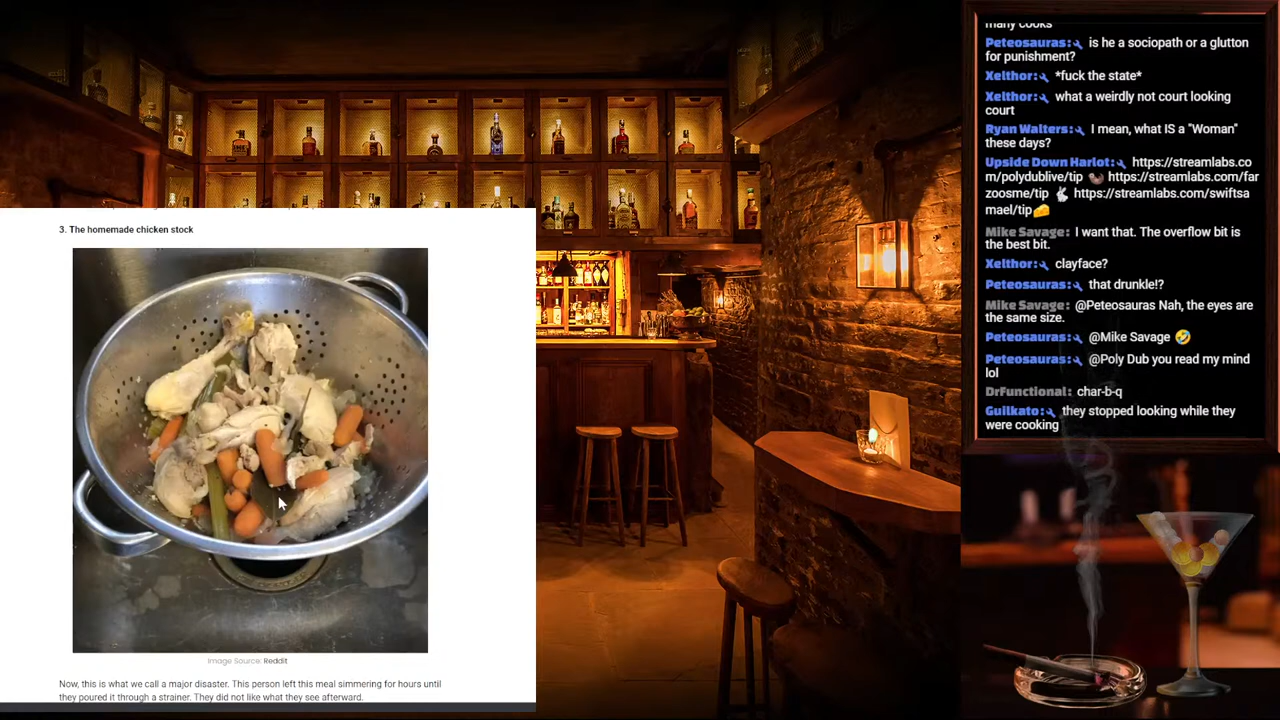 3. The homemade chicken stock
Image Source: Reddit
Now, this is what we call a major disaster. This person left this meal simmering for hours until
they poured it through a strainer. They did not like what they see afterward.
many cooks
Peteosauras: is he a sociopath or a glutton
for punishment?
Xelthor: *fuck the state*
Xelthor: what a weirdly not court looking
court
Ryan Walters: I mean, what IS a "Woman"
these days?
Upside Down Harlot: https://streamlabs.co
m/polydublive/tip 🦦 https://streamlabs.com/far
zoosme/tip 🐇 https://streamlabs.com/swiftsa
mael/tip🧀
Mike Savage: I want that. The overflow bit is
the best bit.
Xelthor: clayface?
Peteosauras: that drunkle!?
Mike Savage: @Peteosauras Nah, the eyes are
the same size.
Peteosauras: @Mike Savage 🤣
Peteosauras: @Poly Dub you read my mind
lol
DrFunctional: char-b-q
Guilkato: they stopped looking while they
were cooking